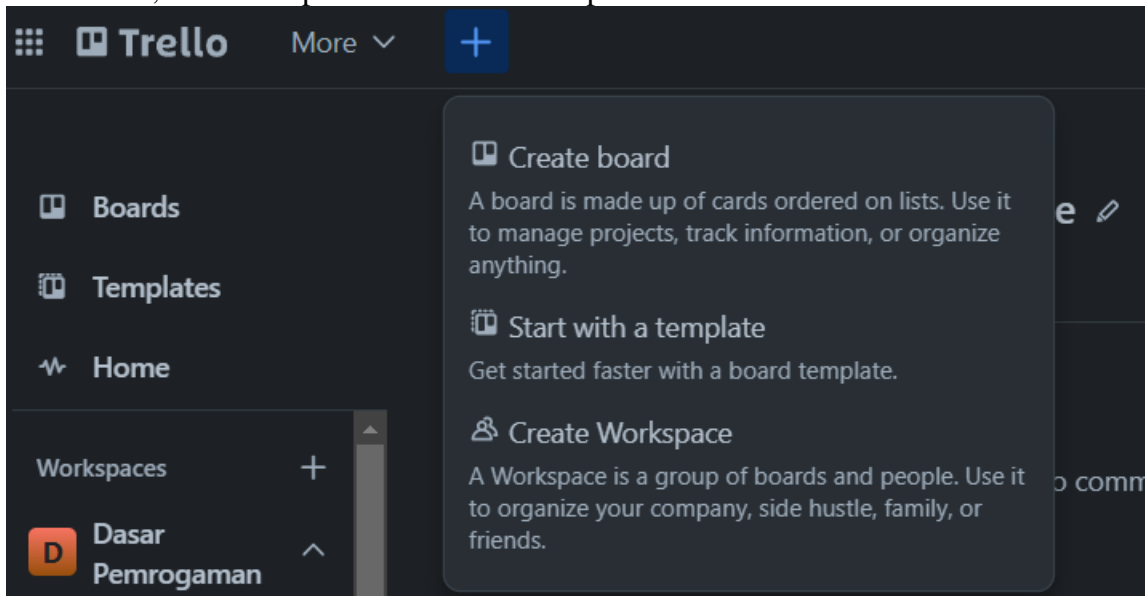 Trello More
Create board
A board is made up of cards ordered on lists. Use it
to manage projects, track information, or organize
anything.
Start with a template
Get started faster with a board template.
Create Workspace
A Workspace is a group of boards and people. Use it
to organize your company, side hustle, family, or
friends.
e
o comm
Boards
Templates
Home
Workspaces
D
Dasar
Pemrogaman